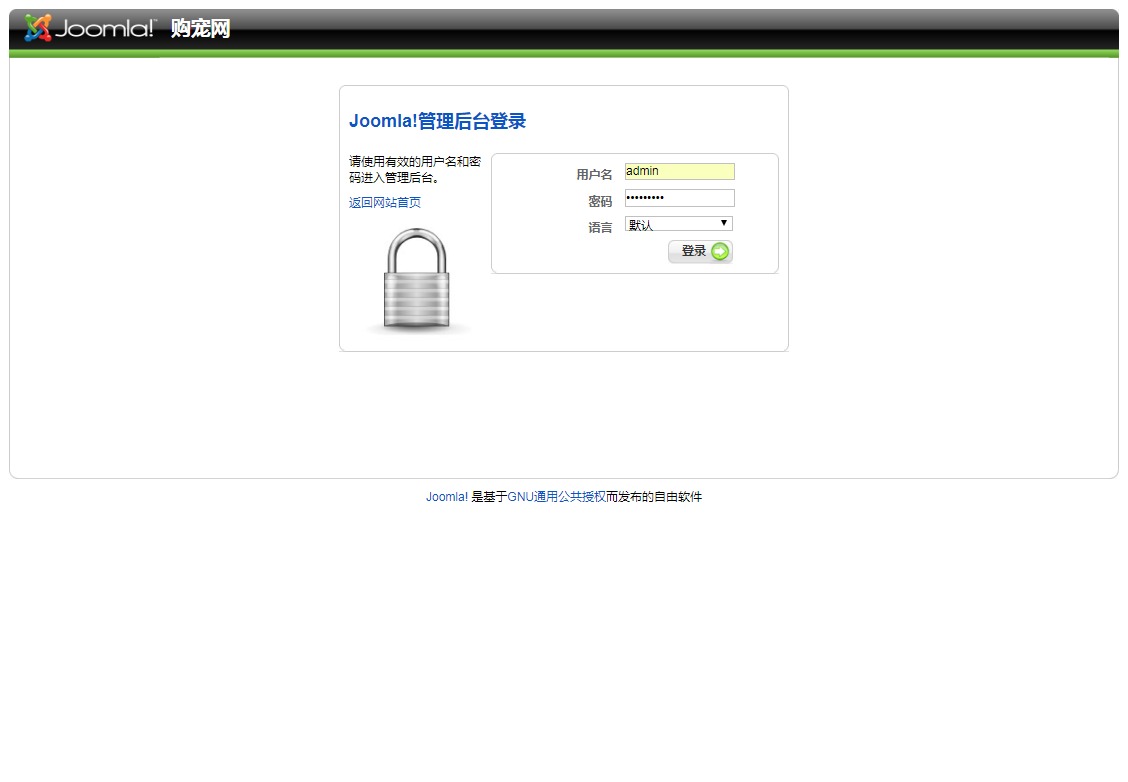 Joomla! 购宠网
Joomla!管理后台登录
请使用有效的用户名和密
码进入管理后台。
返回网站首页
用户名 admin
密码 •••••••••
语言 默认
登录
Joomla! 是基于GNU通用公共授权而发布的自由软件